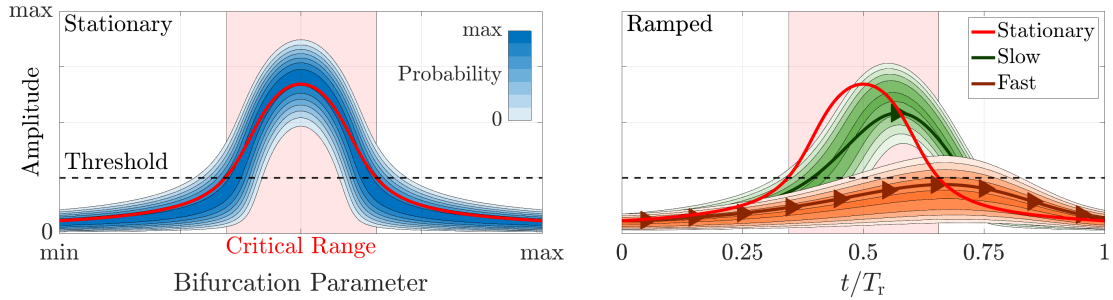 max
Stationary
max
Probability
0
Amplitude
Threshold
0
min
Critical Range
max
Bifurcation Parameter
Ramped
Stationary
Slow
Fast
0
0.25
0.5
0.75
1
t/Tr